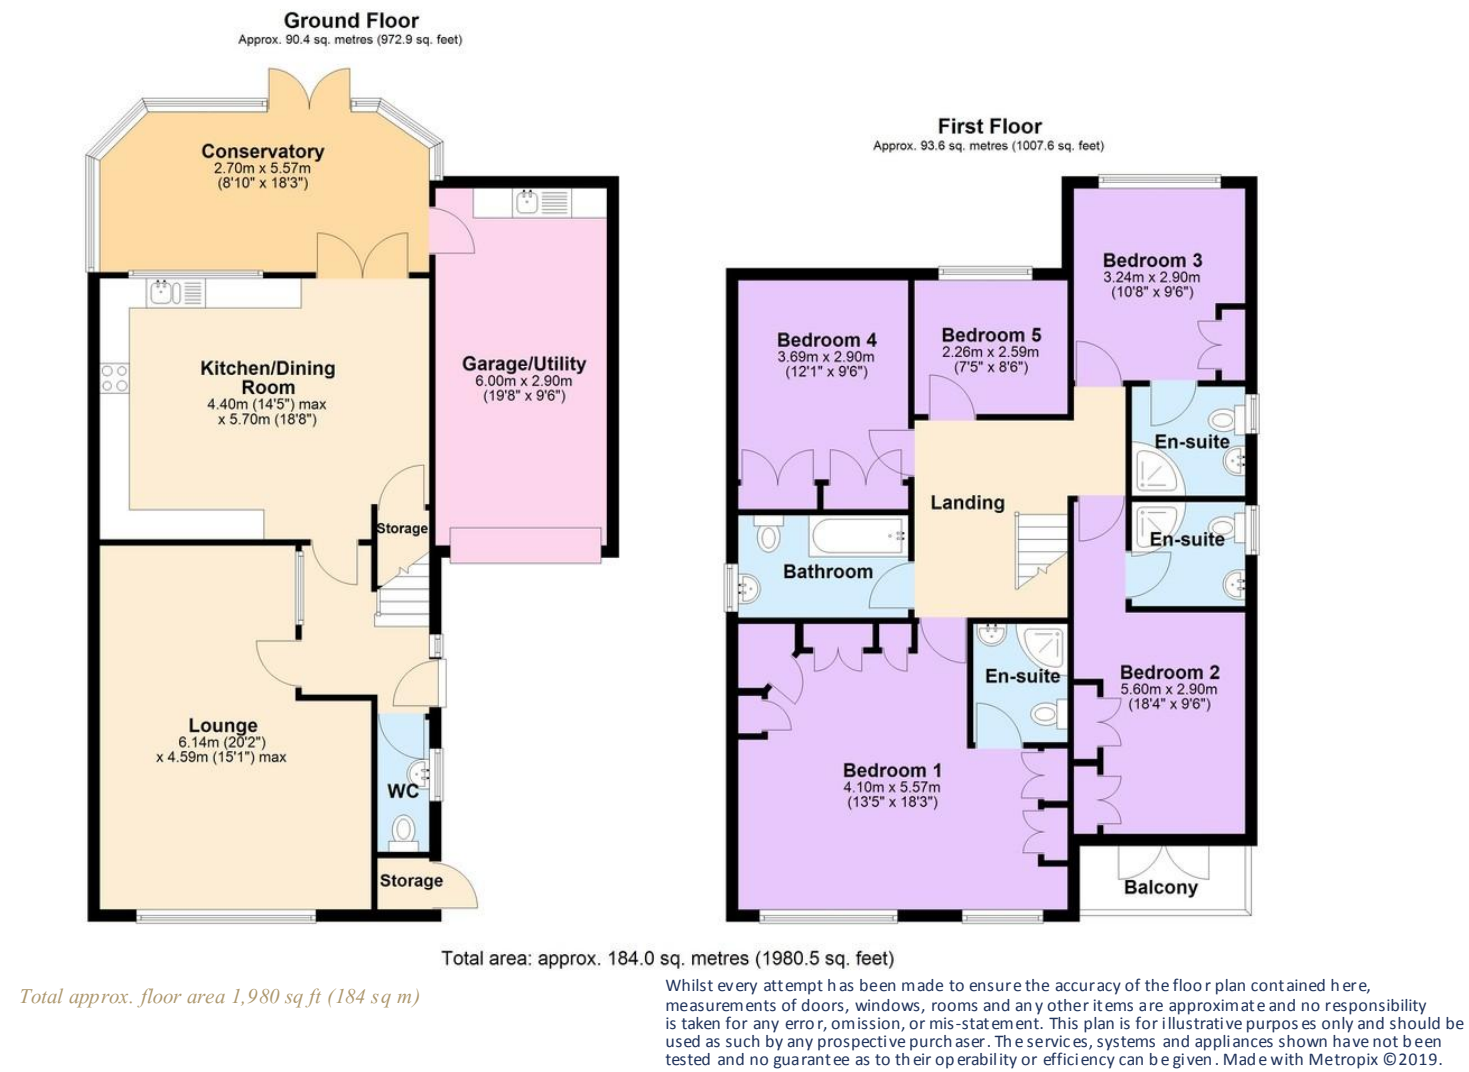 Ground Floor
Approx. 90.4 sq. metres (972.9 sq. feet)
Conservatory
2.70m x 5.57m
(8'10" x 18'3")
Kitchen/Dining
Room
4.40m (14'5") max
x 5.70m (18'8")
Garage/Utility
6.00m x 2.90m
(19'8" x 9'6")
Storage
Lounge
6.14m (20'2")
x 4.59m (15'1") max
WC
Storage
First Floor
Approx. 93.6 sq. metres (1007.6 sq. feet)
Bedroom 3
3.24m x 2.90m
(10'8" x 9'6")
Bedroom 4
3.69m x 2.90m
(12'1" x 9'6")
Bedroom 5
2.26m x 2.59m
(7'5" x 8'6")
En-suite
Landing
En-suite
Bathroom
En-suite
Bedroom 2
5.60m x 2.90m
(18'4" x 9'6")
Bedroom 1
4.10m x 5.57m
(13'5" x 18'3")
Balcony
Total area: approx. 184.0 sq. metres (1980.5 sq. feet)
Total approx. floor area 1,980 sq ft (184 sq m)
Whilst every attempt has been made to ensure the accuracy of the floor plan contained here,
measurements of doors, windows, rooms and any other items are approximate and no responsibility
is taken for any error, omission, or mis-statement. This plan is for illustrative purposes only and should be
used as such by any prospective purchaser. The services, systems and appliances shown have not been
tested and no guarantee as to their operability or efficiency can be given. Made with Metropix ©2019.